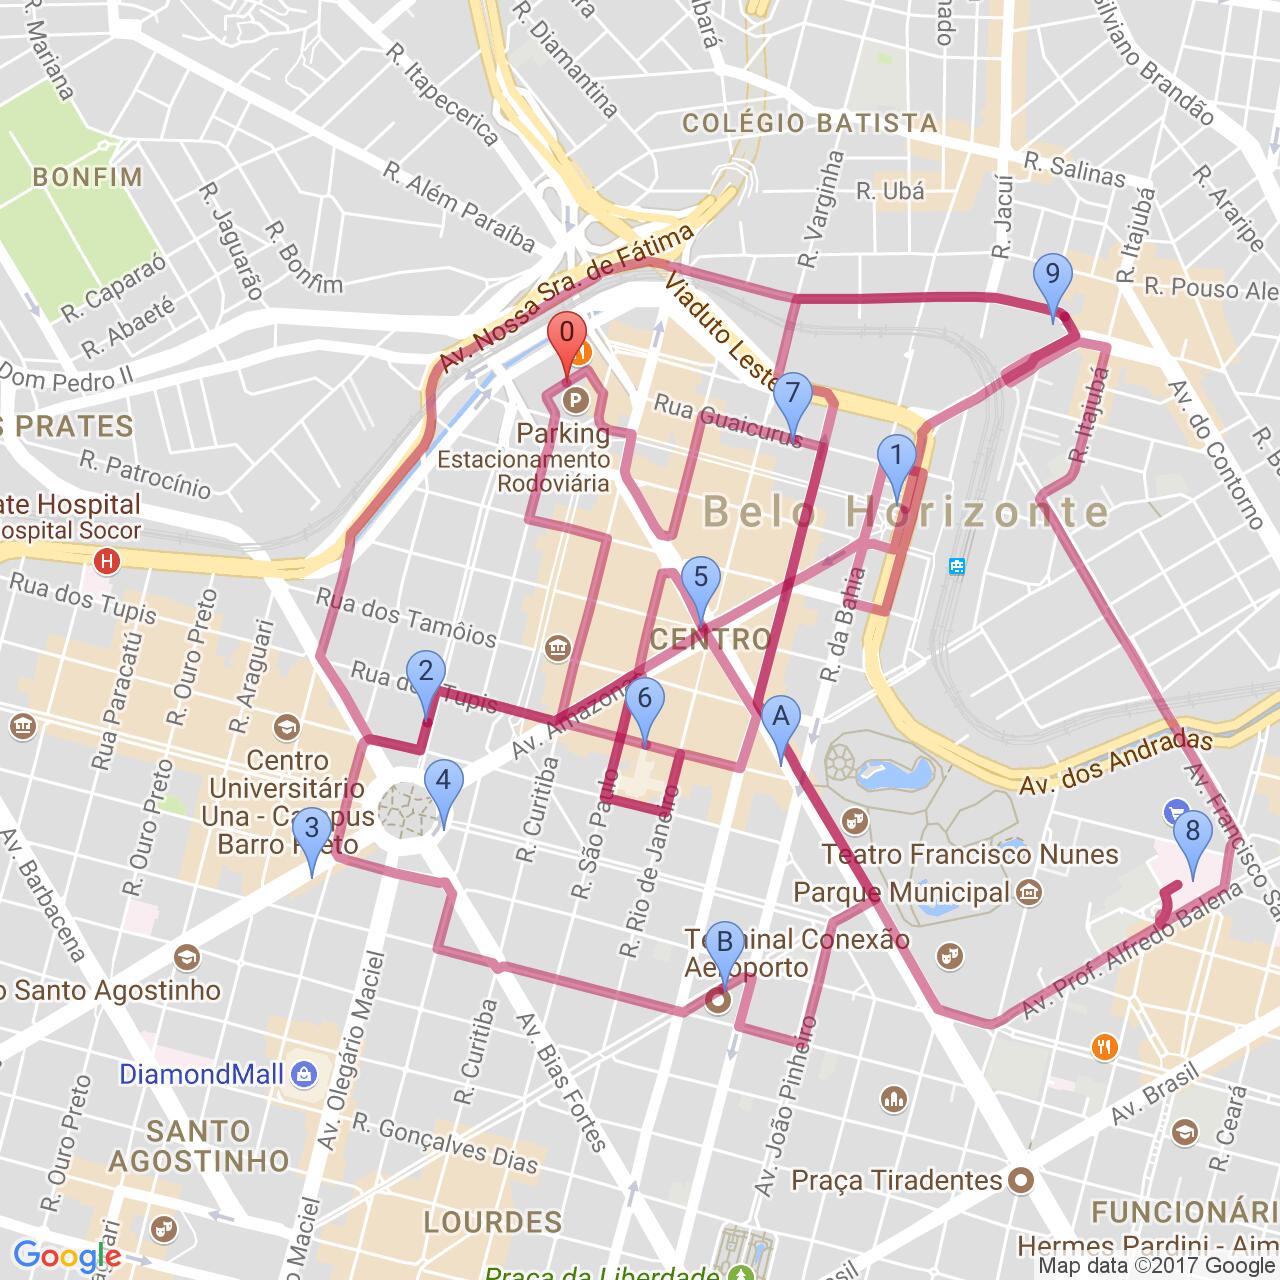 R. Mariana
R. Diamantina
R. Itapecerica
Silviano Brandão
COLÉGIO BATISTA
R. Salinas
R. Araripe
BONFIM
R. Além Paraíba
R. Jaguarão
R. Bonfim
R. Varginha
R. Ubá
R. Jacuí
R. Itajubá
R. Caparaó
R. Abaeté
R. Pouso Ale
Av. Nossa Sra. de Fátima
Viaduto Leste
9
0
Dom Pedro II
S PRATES
R. Patrocínio
Parking
Estacionamento
Rodoviária
Rua Guaicurus
7
R. Itajubá
Av. do Contorno
1
Belo Horizonte
ate Hospital
ospital Socor
H
P
Rua dos Tupis
R. Ouro Preto
R. Araguari
Rua Paracatu
Rua dos Tamóios
Rua dos Tupis
2
5
CENTRO
R. da Bahia
6
A
Av. Amazonas
Av. dos Andradas
Centro
Universitário
Una - Campus
Barro Preto
3
4
R. Curitiba
R. São Paulo
R. Rio de Janeiro
R. Ouro Preto
Av. Barbacena
Av. Francisco Sa
8
Teatro Francisco Nunes
Parque Municipal
Av. Prof. Alfredo Balena
B
Terminal Conexão
Aeroporto
o Santo Agostinho
Av. Olegário Maciel
R. Curitiba
Av. Bias Fortes
Av. João Pinheiro
DiamondMall
R. Ouro Preto
SANTO
AGOSTINHO
R. Gonçalves Dias
Av. Brasil
R. Ceará
Praça Tiradentes
LOURDES
FUNCIONÁRI
Hermes Pardini - Aim
Praça da Liberdade
Google
Map data ©2017 Google